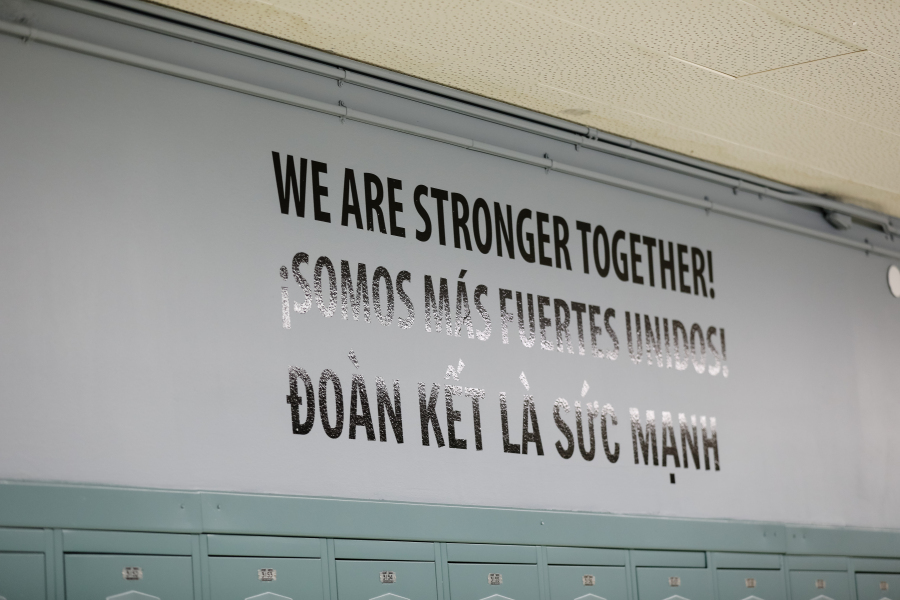 WE ARE STRONGER TOGETHER!
¡SOMOS MÁS FUERTES UNIDOS!
ĐOÀN KẾT LÀ SỨC MẠNH